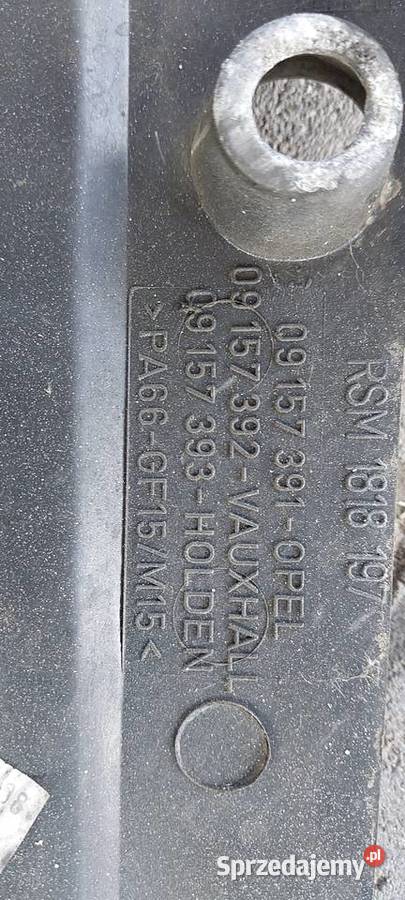 RSM 1818 197
09 157 391-OPEL
09 157 392-VAUXHALL
09 157 393-HOLDEN
>PA66-GF15/M15<
Sprzedajemy.pl